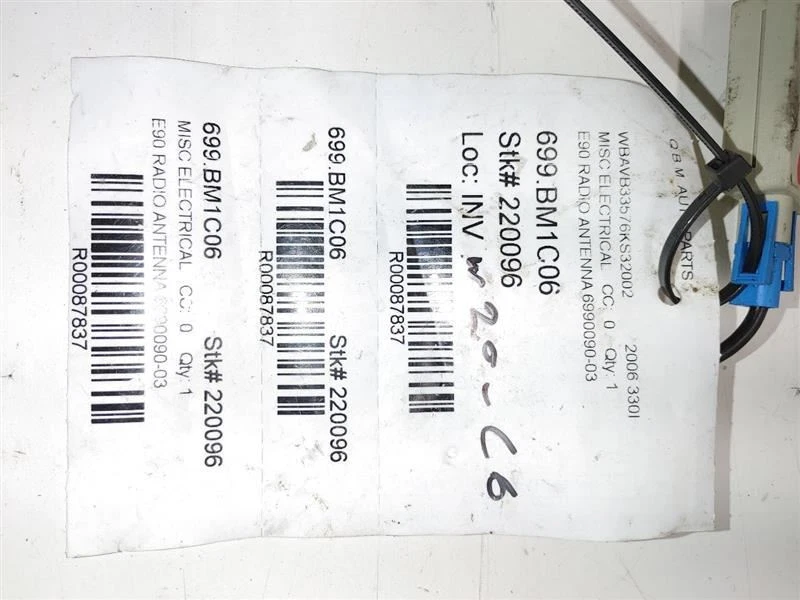 Q B M AUTO PARTS
WBAVB33576KS32002 2006 330I
MISC ELECTRICAL CC: 0 Qty: 1
E90 RADIO ANTENNA 6990090-03
699.BM1C06
Stk# 220096
Loc: INV W20-C6
R00087837
699.BM1C06 Stk# 220096
R00087837
699.BM1C06 Stk# 220096
MISC ELECTRICAL CC: 0 Qty: 1
E90 RADIO ANTENNA 6990090-03
R00087837